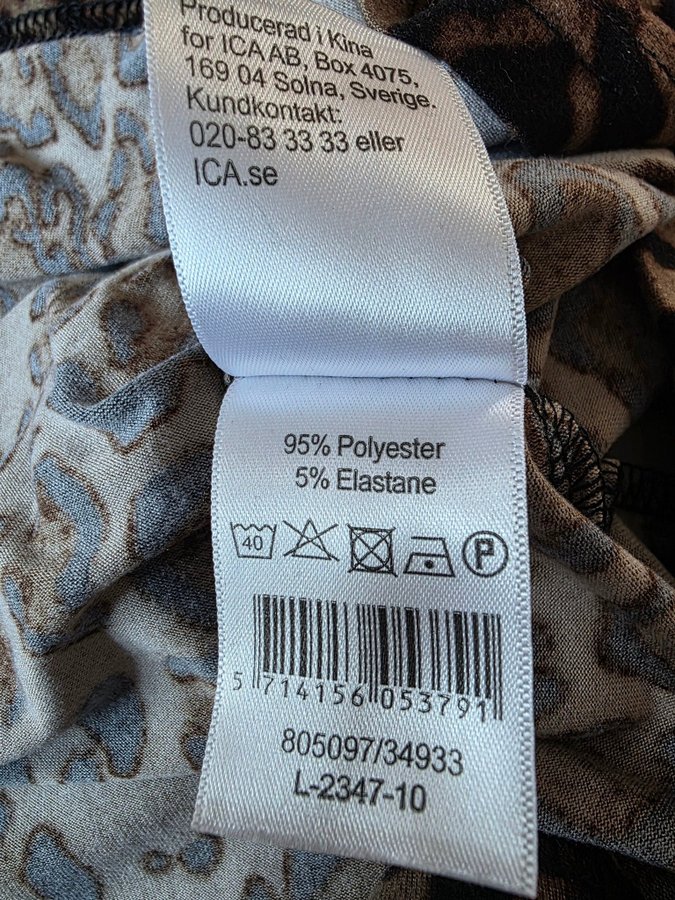 Producerad i Kina
for ICA AB, Box 4075,
169 04 Solna, Sverige.
Kundkontakt:
020-83 33 33 eller
ICA.se
95% Polyester
5% Elastane
40 P
5 714156 053791
805097/34933
L-2347-10